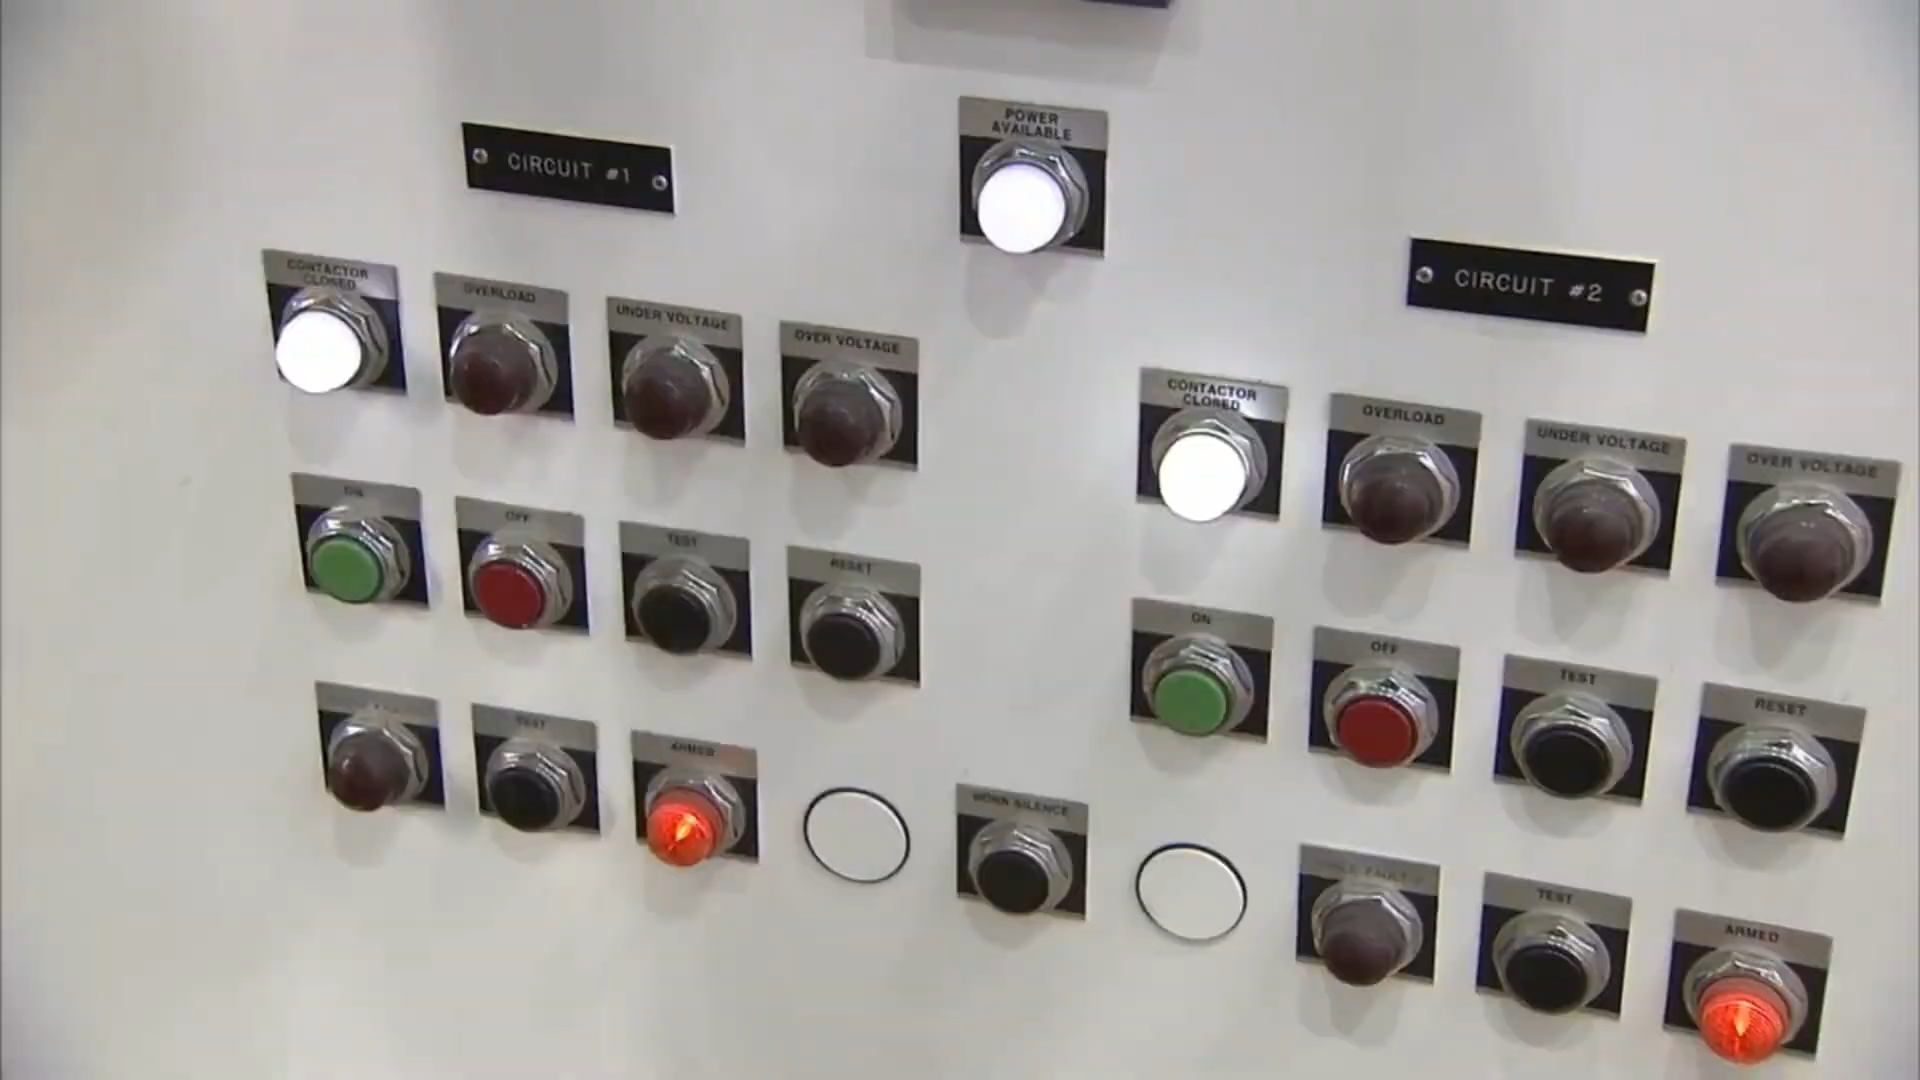 POWER
AVAILABLE
CIRCUIT #1
CONTACTOR
CLOSED
OVERLOAD
UNDER VOLTAGE
OVER VOLTAGE
ON
OFF
TEST
RESET
TEST
ARMED
HORN SILENCE
CIRCUIT #2
CONTACTOR
CLOSED
OVERLOAD
UNDER VOLTAGE
OVER VOLTAGE
ON
OFF
TEST
RESET
TEST
ARMED